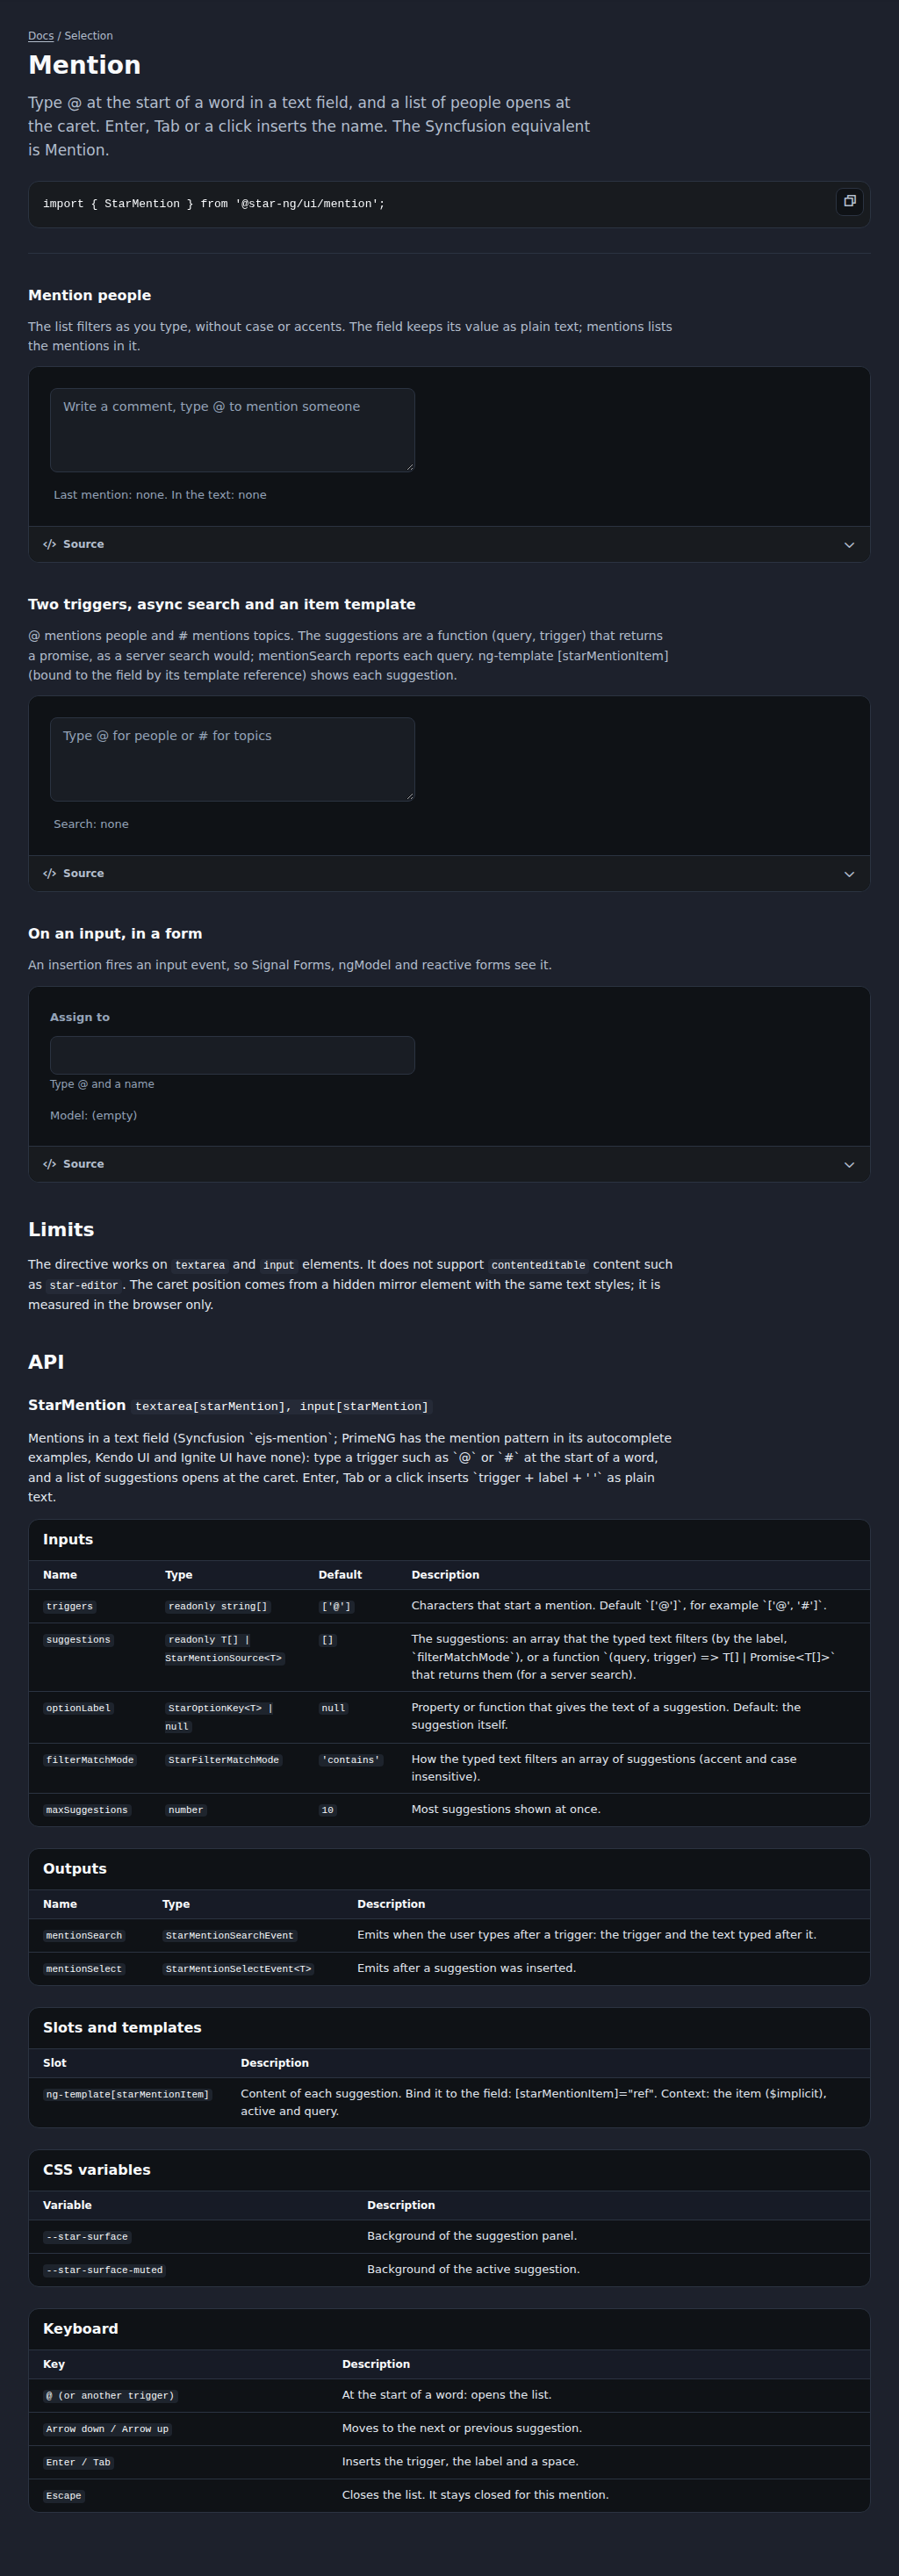 Docs / Selection
Mention
Type @ at the start of a word in a text field, and a list of people opens at
the caret. Enter, Tab or a click inserts the name. The Syncfusion equivalent
is Mention.
import { StarMention } from '@star-ng/ui/mention';
Mention people
The list filters as you type, without case or accents. The field keeps its value as plain text; mentions lists
the mentions in it.
Write a comment, type @ to mention someone
Last mention: none. In the text: none
Source
Two triggers, async search and an item template
@ mentions people and # mentions topics. The suggestions are a function (query, trigger) that returns
a promise, as a server search would; mentionSearch reports each query. ng-template [starMentionItem]
(bound to the field by its template reference) shows each suggestion.
Type @ for people or # for topics
Search: none
Source
On an input, in a form
An insertion fires an input event, so Signal Forms, ngModel and reactive forms see it.
Assign to
Type @ and a name
Model: (empty)
Source
Limits
The directive works on textarea and input elements. It does not support contenteditable content such
as star-editor. The caret position comes from a hidden mirror element with the same text styles; it is
measured in the browser only.
API
StarMention textarea[starMention], input[starMention]
Mentions in a text field (Syncfusion `ejs-mention`; PrimeNG has the mention pattern in its autocomplete
examples, Kendo UI and Ignite UI have none): type a trigger such as `@` or `#` at the start of a word,
and a list of suggestions opens at the caret. Enter, Tab or a click inserts `trigger + label + ' '` as plain
text.
Inputs
Name Type Default Description
triggers readonly string[] ['@'] Characters that start a mention. Default `['@']`, for example `['@', '#']`.
suggestions readonly T[] | StarMentionSource<T> [] The suggestions: an array that the typed text filters (by the label,
`filterMatchMode`), or a function `(query, trigger) => T[] | Promise<T[]>`
that returns them (for a server search).
optionLabel StarOptionKey<T> | null null Property or function that gives the text of a suggestion. Default: the
suggestion itself.
filterMatchMode StarFilterMatchMode 'contains' How the typed text filters an array of suggestions (accent and case
insensitive).
maxSuggestions number 10 Most suggestions shown at once.
Outputs
Name Type Description
mentionSearch StarMentionSearchEvent Emits when the user types after a trigger: the trigger and the text typed after it.
mentionSelect StarMentionSelectEvent<T> Emits after a suggestion was inserted.
Slots and templates
Slot Description
ng-template[starMentionItem] Content of each suggestion. Bind it to the field: [starMentionItem]="ref". Context: the item ($implicit),
active and query.
CSS variables
Variable Description
--star-surface Background of the suggestion panel.
--star-surface-muted Background of the active suggestion.
Keyboard
Key Description
@ (or another trigger) At the start of a word: opens the list.
Arrow down / Arrow up Moves to the next or previous suggestion.
Enter / Tab Inserts the trigger, the label and a space.
Escape Closes the list. It stays closed for this mention.